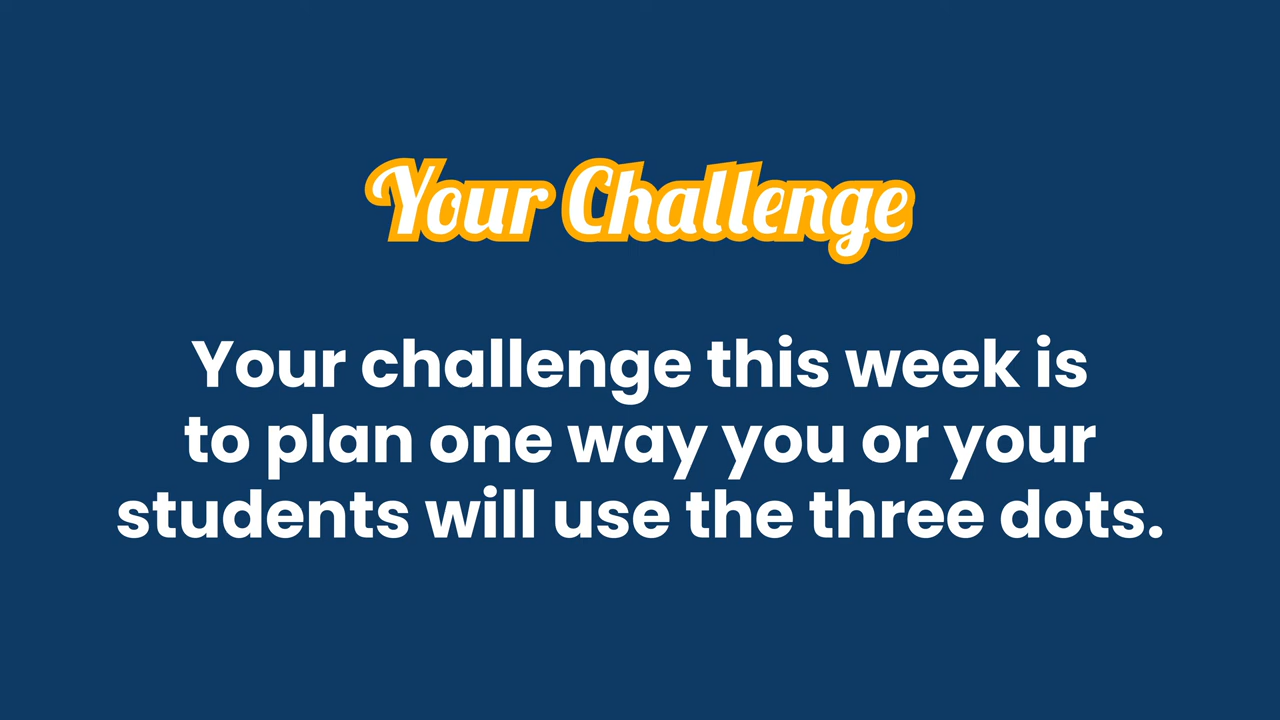 Your Challenge
Your challenge this week is
to plan one way you or your
students will use the three dots.